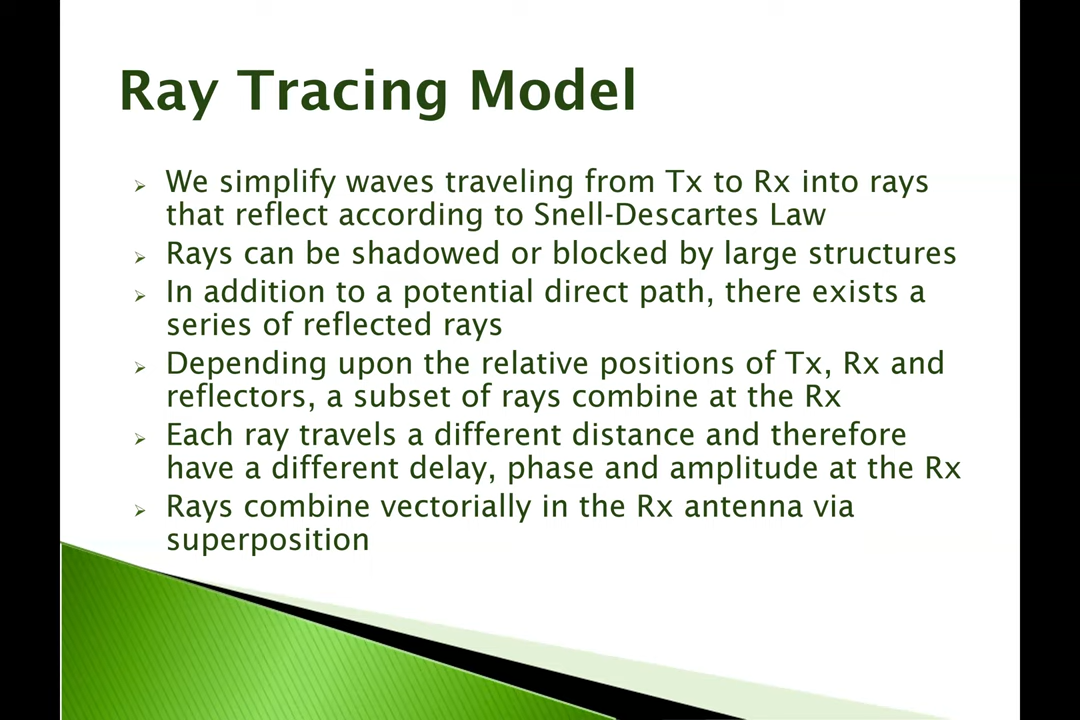 Ray Tracing Model
We simplify waves traveling from Tx to Rx into rays
that reflect according to Snell-Descartes Law
Rays can be shadowed or blocked by large structures
In addition to a potential direct path, there exists a
series of reflected rays
Depending upon the relative positions of Tx, Rx and
reflectors, a subset of rays combine at the Rx
Each ray travels a different distance and therefore
have a different delay, phase and amplitude at the Rx
Rays combine vectorially in the Rx antenna via
superposition